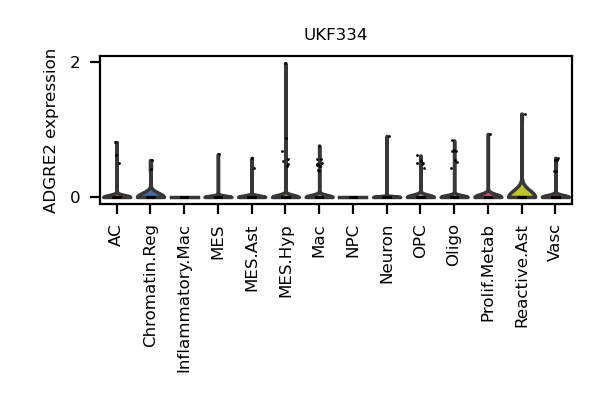 UKF334
ADGRE2 expression
2
0
AC
Chromatin.Reg
Inflammatory.Mac
MES
MES.Ast
MES.Hyp
Mac
NPC
Neuron
OPC
Oligo
Prolif.Metab
Reactive.Ast
Vasc